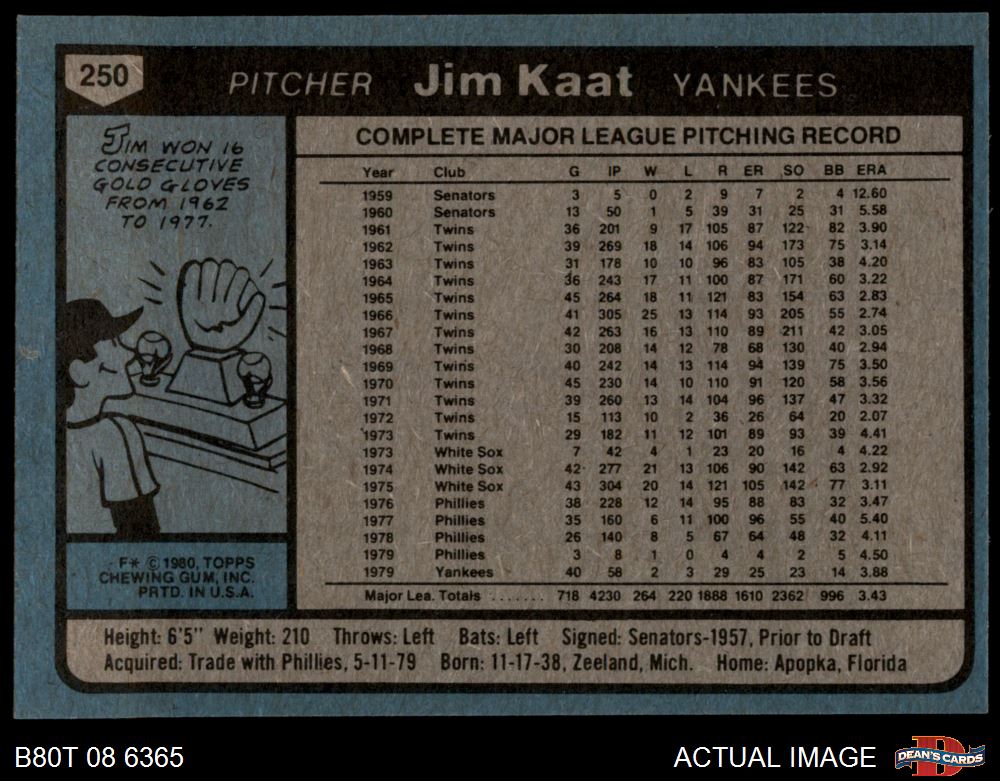 250 PITCHER Jim Kaat YANKEES
JIM WON 16
CONSECUTIVE
GOLD GLOVES
FROM 1962
TO 1977.
F* © 1980, TOPPS
CHEWING GUM, INC.
PRTD. IN U.S.A.
COMPLETE MAJOR LEAGUE PITCHING RECORD
Year Club G IP W L R ER SO BB ERA
1959 Senators 3 5 0 2 9 7 2 4 12.60
1960 Senators 13 50 1 5 39 31 25 31 5.58
1961 Twins 36 201 9 17 105 87 122 82 3.90
1962 Twins 39 269 18 14 106 94 173 75 3.14
1963 Twins 31 178 10 10 96 83 105 38 4.20
1964 Twins 36 243 17 11 100 87 171 60 3.22
1965 Twins 45 264 18 11 121 83 154 63 2.83
1966 Twins 41 305 25 13 114 93 205 55 2.74
1967 Twins 42 263 16 13 110 89 211 42 3.05
1968 Twins 30 208 14 12 78 68 130 40 2.94
1969 Twins 40 242 14 13 114 94 139 75 3.50
1970 Twins 45 230 14 10 110 91 120 58 3.56
1971 Twins 39 260 13 14 104 96 137 47 3.32
1972 Twins 15 113 10 2 36 26 64 20 2.07
1973 Twins 29 182 11 12 101 89 93 39 4.41
1973 White Sox 7 42 4 1 23 20 16 4 4.22
1974 White Sox 42 277 21 13 106 90 142 63 2.92
1975 White Sox 43 304 20 14 121 105 142 77 3.11
1976 Phillies 38 228 12 14 95 88 83 32 3.47
1977 Phillies 35 160 6 11 100 96 55 40 5.40
1978 Phillies 26 140 8 5 67 64 48 32 4.11
1979 Phillies 3 8 1 0 4 4 2 5 4.50
1979 Yankees 40 58 2 3 29 25 23 14 3.88
Major Lea. Totals ....... 718 4230 264 220 1888 1610 2362 996 3.43
Height: 6'5" Weight: 210 Throws: Left Bats: Left Signed: Senators-1957, Prior to Draft
Acquired: Trade with Phillies, 5-11-79 Born: 11-17-38, Zeeland, Mich. Home: Apopka, Florida
B80T 08 6365 ACTUAL IMAGE D DEAN'S CARDS